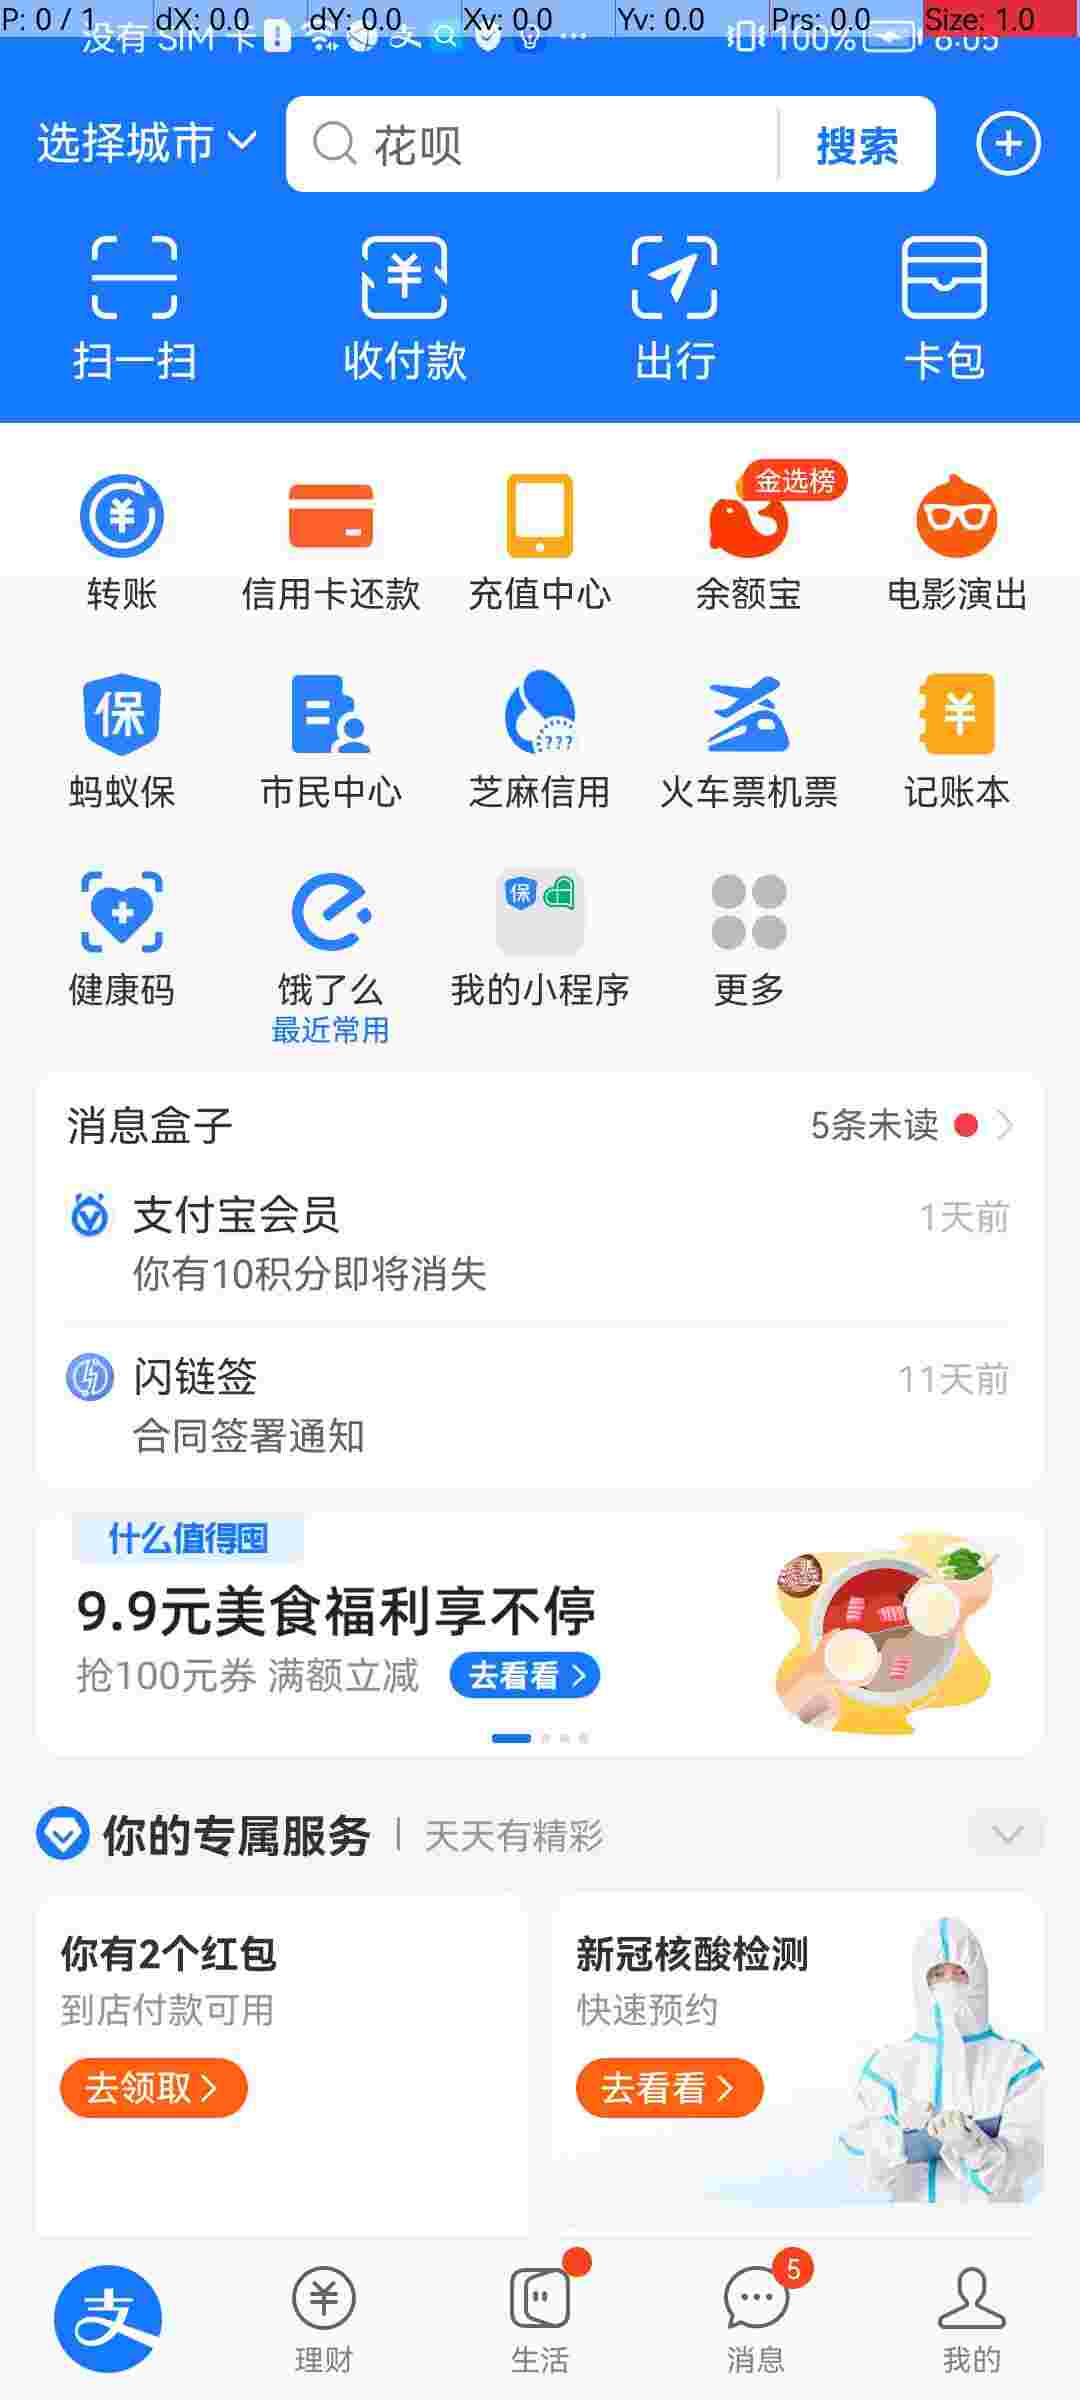 P: 0 / 1 dX: 0.0 dY: 0.0 Xv: 0.0 Yv: 0.0 Prs: 0.0 Size: 1.0
没有 SIM 卡 100% 8:05
选择城市 花呗 搜索
扫一扫 收付款 出行 卡包
金选榜
转账 信用卡还款 充值中心 余额宝 电影演出
保 ???
蚂蚁保 市民中心 芝麻信用 火车票机票 记账本
保
健康码 饿了么 我的小程序 更多
最近常用
消息盒子 5条未读
支付宝会员 1天前
你有10积分即将消失
闪链签 11天前
合同签署通知
什么值得囤
9.9元美食福利享不停
抢100元券 满额立减 去看看
你的专属服务 天天有精彩
你有2个红包 新冠核酸检测
到店付款可用 快速预约
去领取 去看看
支 5
理财 生活 消息 我的